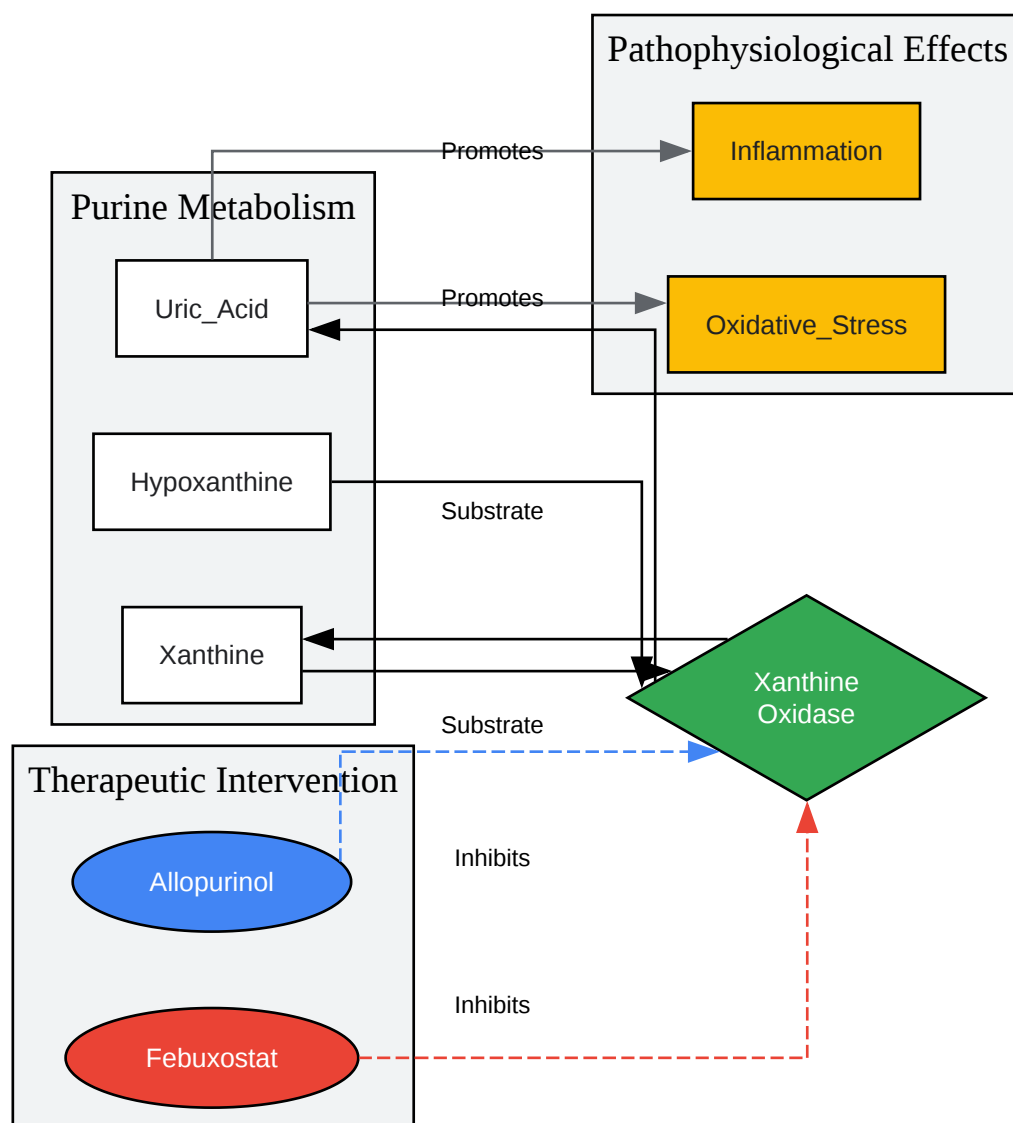 Pathophysiological Effects
Inflammation
Promotes
Purine Metabolism
Uric_Acid
Promotes
Oxidative_Stress
Hypoxanthine
Substrate
Xanthine
Xanthine
Oxidase
Substrate
Therapeutic Intervention
Inhibits
Allopurinol
Inhibits
Febuxostat